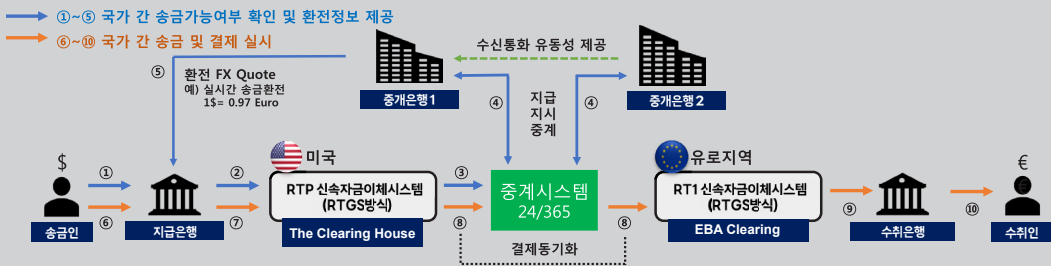 ①~⑤ 국가 간 송금가능여부 확인 및 환전정보 제공
⑥~⑩ 국가 간 송금 및 결제 실시
⑤
환전 FX Quote
예) 실시간 송금환전
1$= 0.97 Euro
중개은행1
수신통화 유동성 제공
중개은행2
④
지급
지시
중계
④
$
송금인
①
⑥
지급은행
②
⑦
미국
RTP 신속자금이체시스템
(RTGS방식)
The Clearing House
③
⑧
중계시스템
24/365
결제동기화
⑧
유로지역
RT1 신속자금이체시스템
(RTGS방식)
EBA Clearing
⑨
수취은행
⑩
€
€
수취인